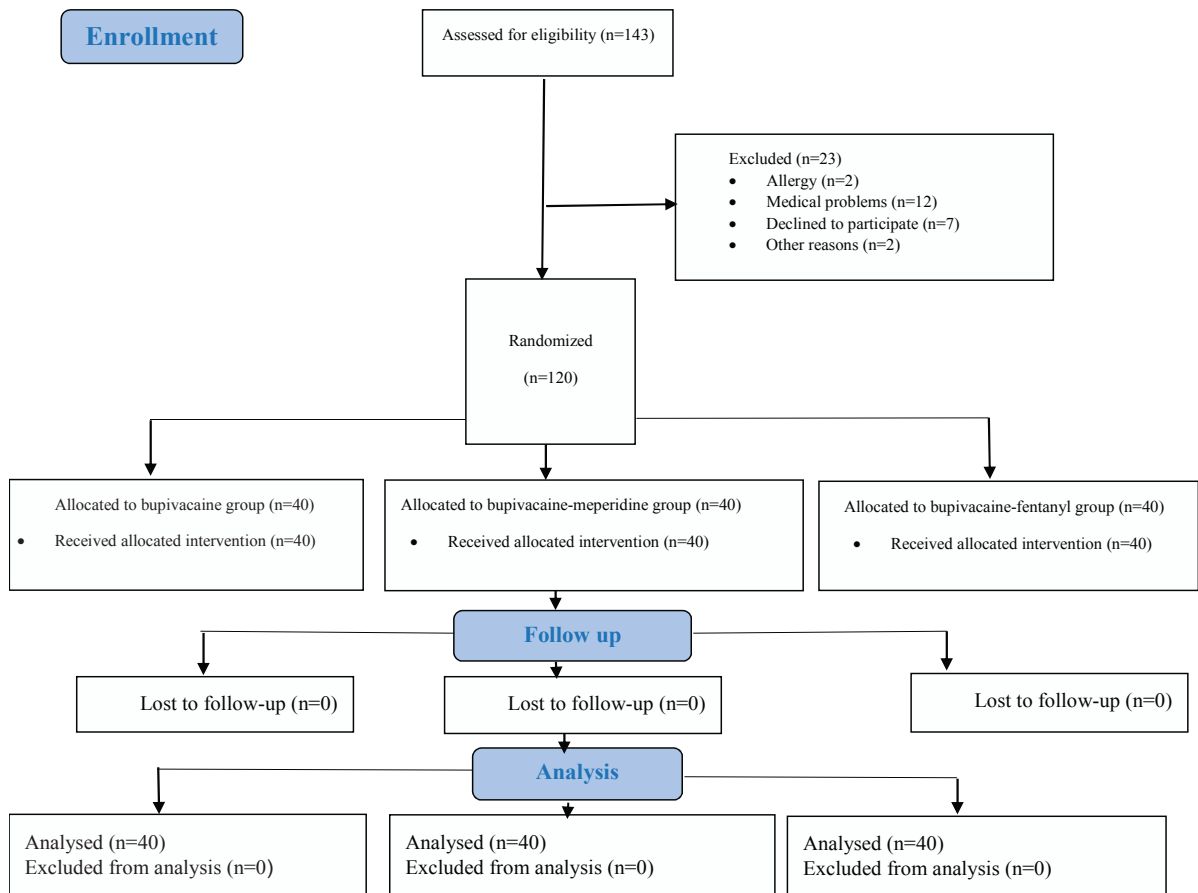 Enrollment
Assessed for eligibility (n=143)
Excluded (n=23)
• Allergy (n=2)
• Medical problems (n=12)
• Declined to participate (n=7)
• Other reasons (n=2)
Randomized
(n=120)
Allocated to bupivacaine group (n=40)
• Received allocated intervention (n=40)
Allocated to bupivacaine-meperidine group (n=40)
• Received allocated intervention (n=40)
Allocated to bupivacaine-fentanyl group (n=40)
• Received allocated intervention (n=40)
Follow up
Lost to follow-up (n=0)
Lost to follow-up (n=0)
Lost to follow-up (n=0)
Analysis
Analysed (n=40)
Excluded from analysis (n=0)
Analysed (n=40)
Excluded from analysis (n=0)
Analysed (n=40)
Excluded from analysis (n=0)